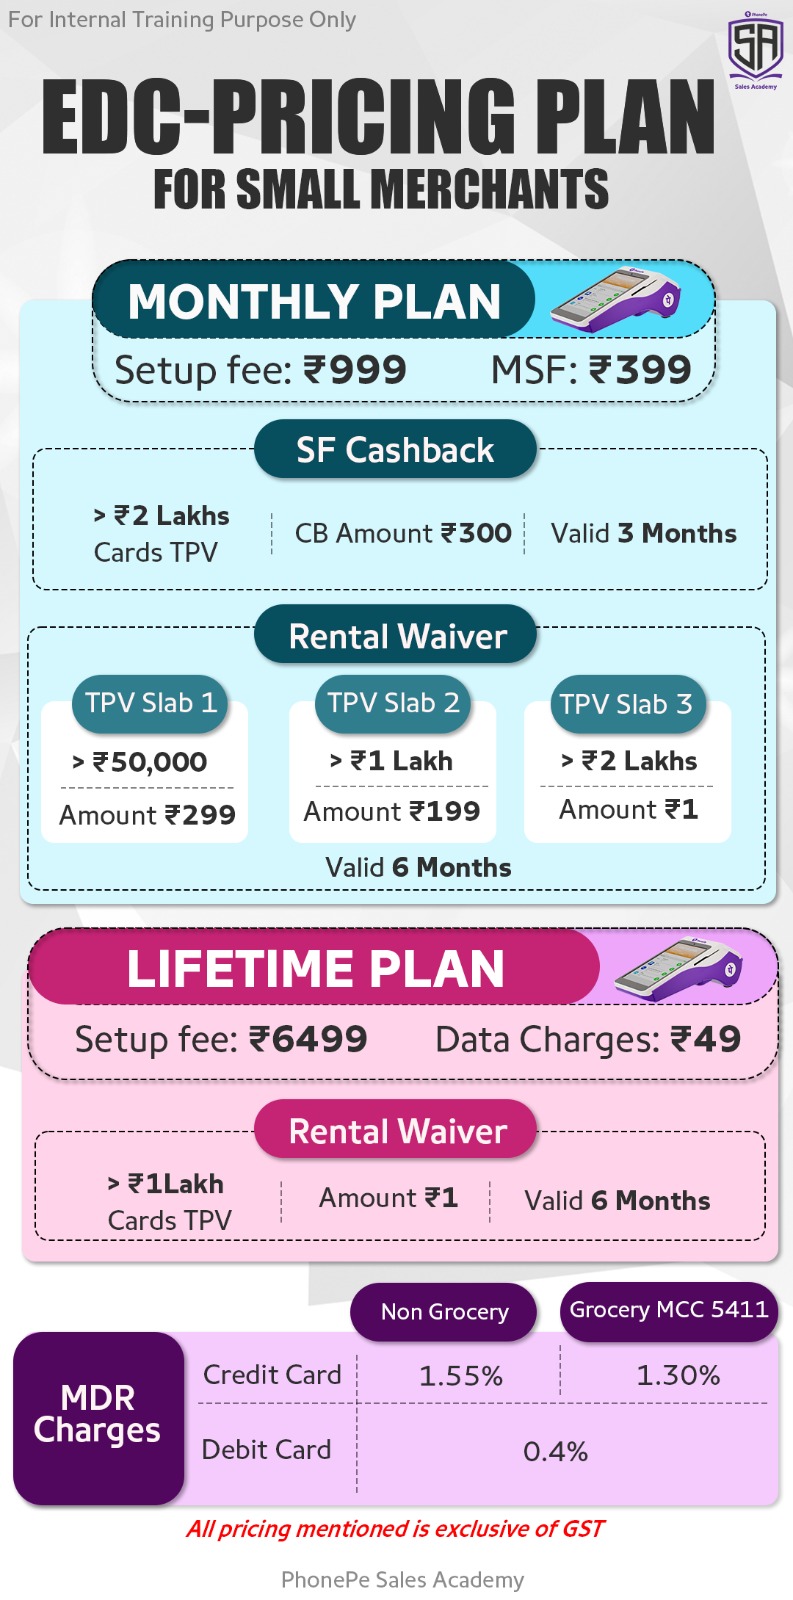 For Internal Training Purpose Only
PhonePe
SA
Sales Academy
EDC-PRICING PLAN
FOR SMALL MERCHANTS
MONTHLY PLAN
Setup fee: ₹999 MSF: ₹399
SF Cashback
> ₹2 Lakhs
Cards TPV
CB Amount ₹300
Valid 3 Months
Rental Waiver
TPV Slab 1
> ₹50,000
Amount ₹299
TPV Slab 2
> ₹1 Lakh
Amount ₹199
TPV Slab 3
> ₹2 Lakhs
Amount ₹1
Valid 6 Months
LIFETIME PLAN
Setup fee: ₹6499 Data Charges: ₹49
Rental Waiver
> ₹1Lakh
Cards TPV
Amount ₹1
Valid 6 Months
Non Grocery Grocery MCC 5411
MDR
Charges
Credit Card 1.55% 1.30%
Debit Card 0.4%
All pricing mentioned is exclusive of GST
PhonePe Sales Academy